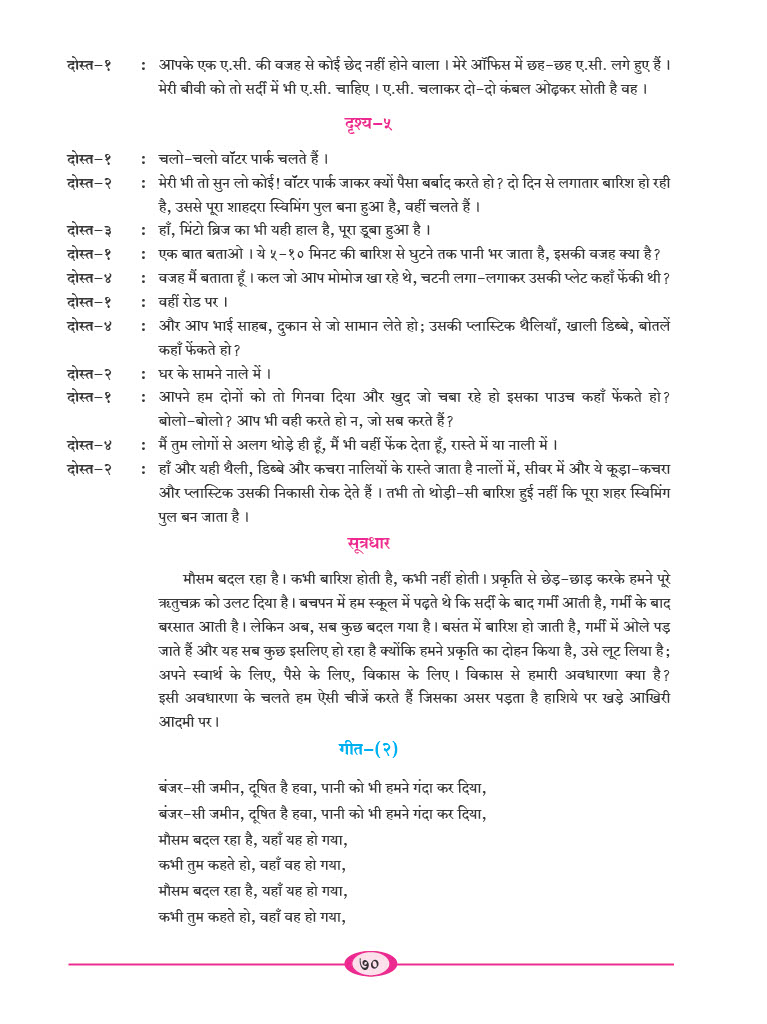 दोस्त-१ : आपके एक ए.सी. की वजह से कोई छेद नहीं होने वाला । मेरे ऑफिस में छह-छह ए.सी. लगे हुए हैं ।
मेरी बीवी को तो सर्दी में भी ए.सी. चाहिए । ए.सी. चलाकर दो-दो कंबल ओढ़कर सोती है वह ।
दृश्य-५
दोस्त-१ : चलो-चलो वॉटर पार्क चलते हैं ।
दोस्त-२ : मेरी भी तो सुन लो कोई! वॉटर पार्क जाकर क्यों पैसा बर्बाद करते हो? दो दिन से लगातार बारिश हो रही
है, उससे पूरा शाहदरा स्विमिंग पुल बना हुआ है, वहीं चलते हैं ।
दोस्त-३ : हाँ, मिंटो ब्रिज का भी यही हाल है, पूरा डूबा हुआ है ।
दोस्त-१ : एक बात बताओ । ये ५-१० मिनट की बारिश से घुटने तक पानी भर जाता है, इसकी वजह क्या है?
दोस्त-४ : वजह मैं बताता हूँ । कल जो आप मोमोज खा रहे थे, चटनी लगा-लगाकर उसकी प्लेट कहाँ फेंकी थी?
दोस्त-१ : वहीं रोड पर ।
दोस्त-४ : और आप भाई साहब, दुकान से जो सामान लेते हो; उसकी प्लास्टिक थैलियाँ, खाली डिब्बे, बोतलें
कहाँ फेंकते हो?
दोस्त-२ : घर के सामने नाले में ।
दोस्त-१ : आपने हम दोनों को तो गिनवा दिया और खुद जो चबा रहे हो इसका पाउच कहाँ फेंकते हो?
बोलो-बोलो? आप भी वही करते हो न, जो सब करते हैं?
दोस्त-४ : मैं तुम लोगों से अलग थोड़े ही हूँ, मैं भी वहीं फेंक देता हूँ, रास्ते में या नाली में ।
दोस्त-२ : हाँ और यही थैली, डिब्बे और कचरा नालियों के रास्ते जाता है नालों में, सीवर में और ये कूड़ा-कचरा
और प्लास्टिक उसकी निकासी रोक देते हैं । तभी तो थोड़ी-सी बारिश हुई नहीं कि पूरा शहर स्विमिंग
पुल बन जाता है ।
सूत्रधार
मौसम बदल रहा है । कभी बारिश होती है, कभी नहीं होती । प्रकृति से छेड़-छाड़ करके हमने पूरे
ऋतुचक्र को उलट दिया है । बचपन में हम स्कूल में पढ़ते थे कि सर्दी के बाद गर्मी आती है, गर्मी के बाद
बरसात आती है । लेकिन अब, सब कुछ बदल गया है । बसंत में बारिश हो जाती है, गर्मी में ओले पड़
जाते हैं और यह सब कुछ इसलिए हो रहा है क्योंकि हमने प्रकृति का दोहन किया है, उसे लूट लिया है;
अपने स्वार्थ के लिए, पैसे के लिए, विकास के लिए । विकास से हमारी अवधारणा क्या है?
इसी अवधारणा के चलते हम ऐसी चीजें करते हैं जिसका असर पड़ता है हाशिये पर खड़े आखिरी
आदमी पर ।
गीत-(२)
बंजर-सी जमीन, दूषित है हवा, पानी को भी हमने गंदा कर दिया,
बंजर-सी जमीन, दूषित है हवा, पानी को भी हमने गंदा कर दिया,
मौसम बदल रहा है, यहाँ यह हो गया,
कभी तुम कहते हो, वहाँ वह हो गया,
मौसम बदल रहा है, यहाँ यह हो गया,
कभी तुम कहते हो, वहाँ वह हो गया,
७०